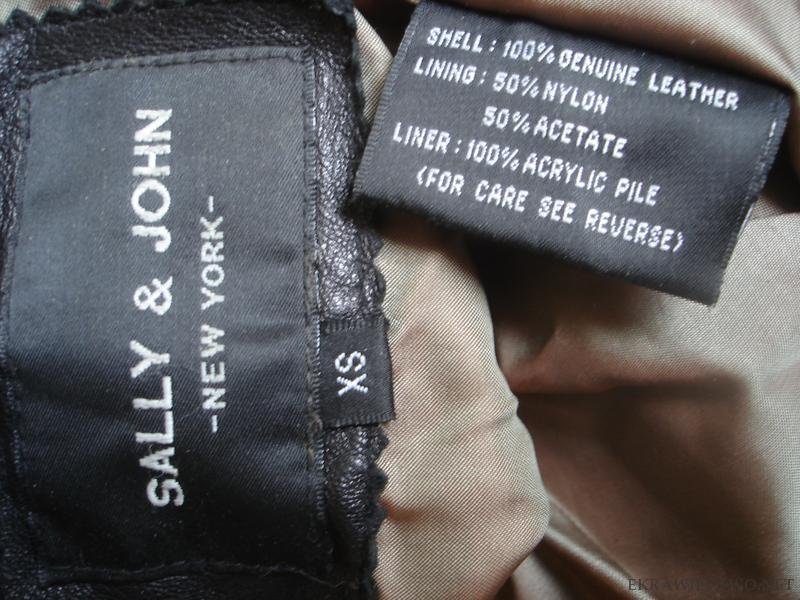 SALLY & JOHN
-NEW YORK-
XS
SHELL : 100% GENUINE LEATHER
LINING : 50% NYLON
50% ACETATE
LINER : 100% ACRYLIC PILE
(FOR CARE SEE REVERSE)